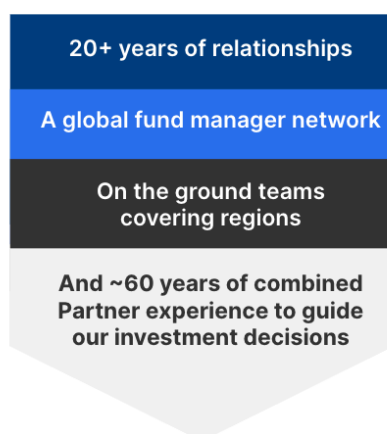 20+ years of relationships
A global fund manager network
On the ground teams
covering regions
And ~60 years of combined
Partner experience to guide
our investment decisions